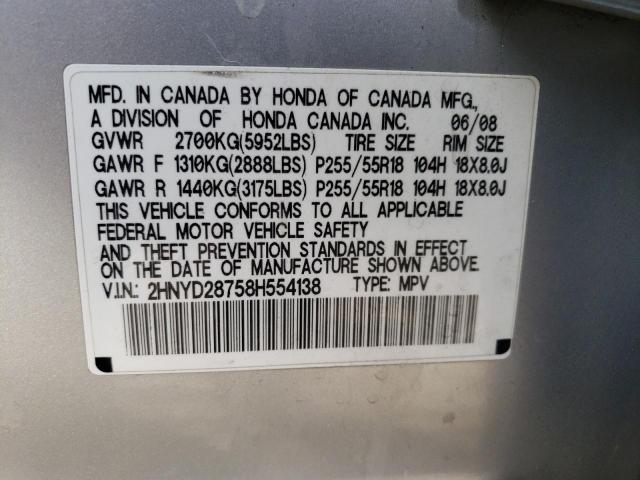 MFD. IN CANADA BY HONDA OF CANADA MFG.,
A DIVISION OF HONDA CANADA INC. 06/08
GVWR 2700KG(5952LBS) TIRE SIZE RIM SIZE
GAWR F 1310KG(2888LBS) P255/55R18 104H 18X8.0J
GAWR R 1440KG(3175LBS) P255/55R18 104H 18X8.0J
THIS VEHICLE CONFORMS TO ALL APPLICABLE
FEDERAL MOTOR VEHICLE SAFETY
AND THEFT PREVENTION STANDARDS IN EFFECT
ON THE DATE OF MANUFACTURE SHOWN ABOVE.
V.I.N.: 2HNYD28758H554138 TYPE: MPV